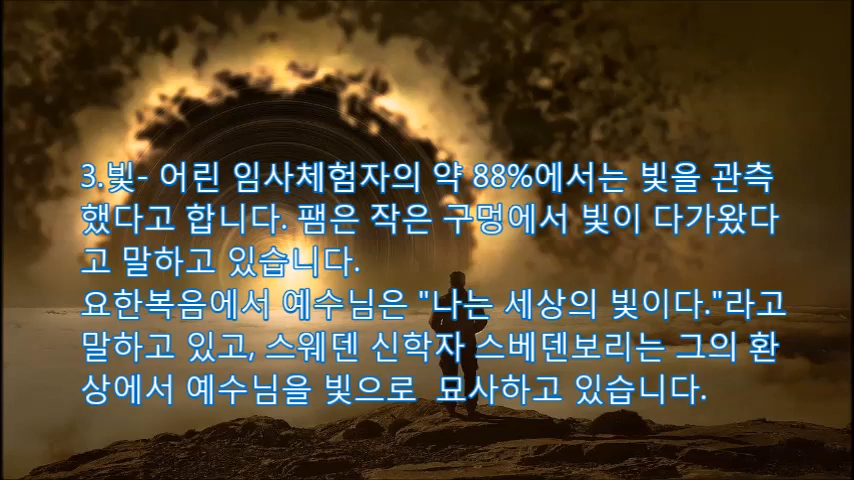 3.빛- 어린 임사체험자의 약 88%에서는 빛을 관측
했다고 합니다. 팸은 작은 구멍에서 빛이 다가왔다
고 말하고 있습니다.
요한복음에서 예수님은 "나는 세상의 빛이다."라고
말하고 있고, 스웨덴 신학자 스베덴보리는 그의 환
상에서 예수님을 빛으로 묘사하고 있습니다.